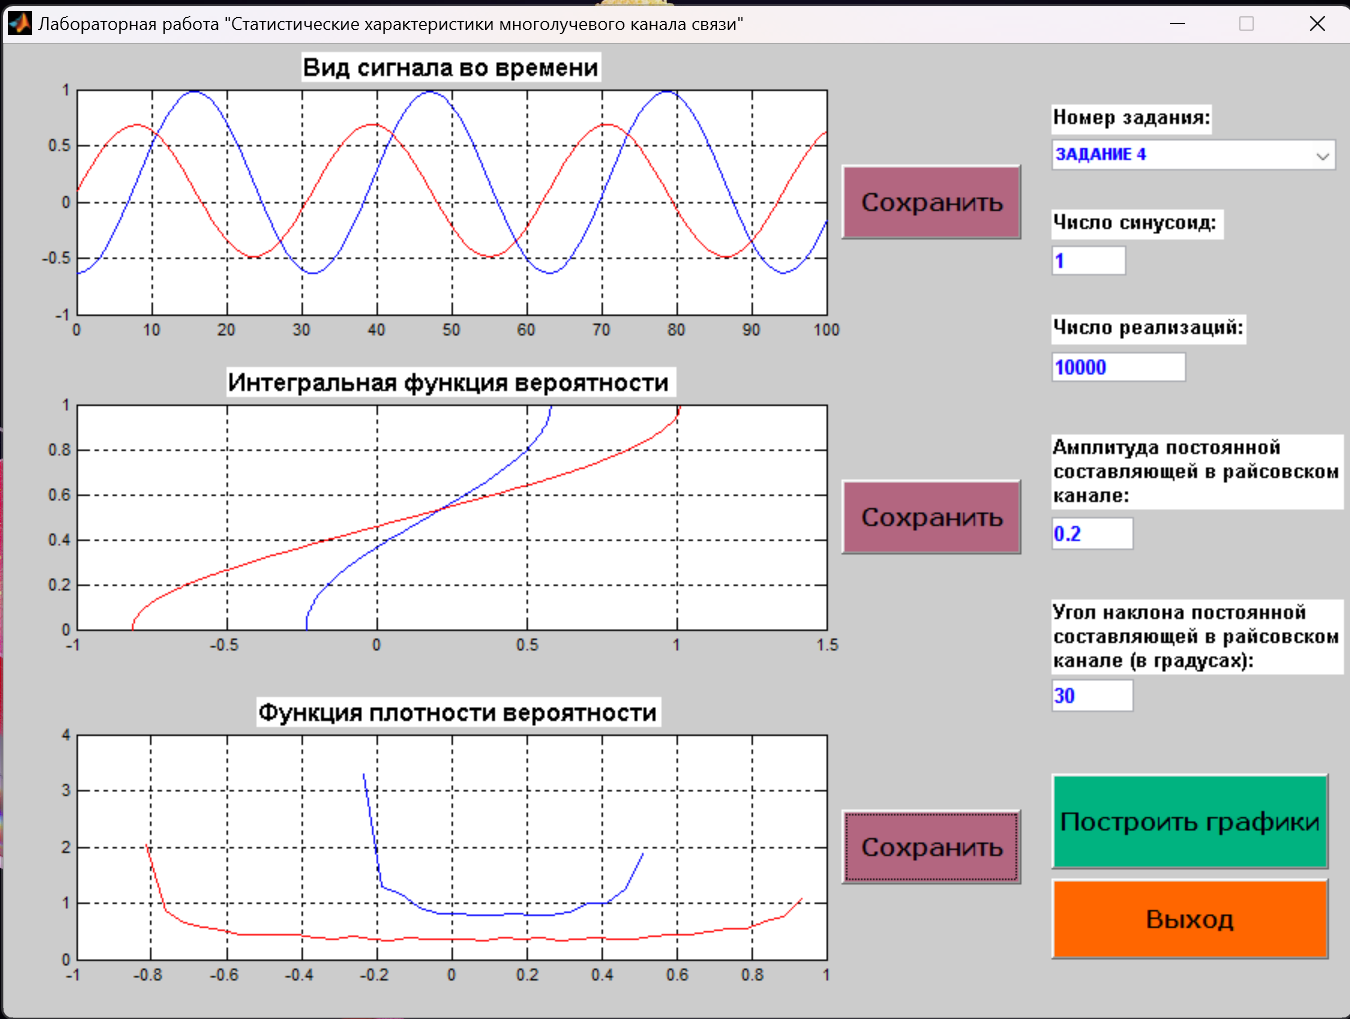 Лабораторная работа "Статистические характеристики многолучевого канала связи"
Вид сигнала во времени
1
0.5
0
-0.5
-1
0 10 20 30 40 50 60 70 80 90 100
Сохранить
Интегральная функция вероятности
1
0.8
0.6
0.4
0.2
0
-1 -0.5 0 0.5 1 1.5
Сохранить
Функция плотности вероятности
4
3
2
1
0
-1 -0.8 -0.6 -0.4 -0.2 0 0.2 0.4 0.6 0.8 1
Сохранить
Номер задания:
ЗАДАНИЕ 4
Число синусоид:
1
Число реализаций:
10000
Амплитуда постоянной
составляющей в райсовском
канале:
0.2
Угол наклона постоянной
составляющей в райсовском
канале (в градусах):
30
Построить графики
Выход